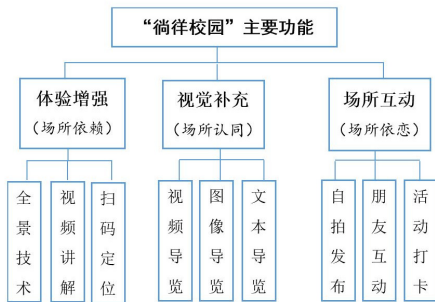 “徜徉校园”主要功能
体验增强
（场所依赖）
视觉补充
（场所认同）
场所互动
（场所依恋）
全景技术
视频讲解
扫码定位
视频导览
图像导览
文本导览
自拍发布
朋友互动
活动打卡